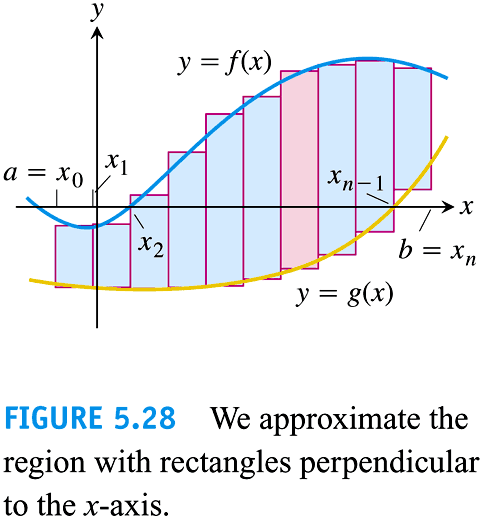 y
y = f(x)
a = x₀
x₁
x₂
xₙ₋₁
x
b = xₙ
y = g(x)
FIGURE 5.28 We approximate the
region with rectangles perpendicular
to the x-axis.